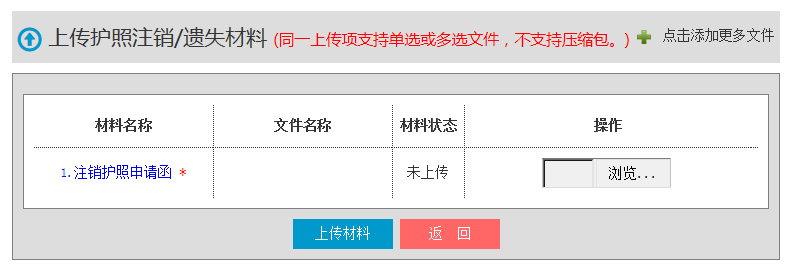 上传护照注销/遗失材料 (同一上传项支持单选或多选文件，不支持压缩包。) 点击添加更多文件
材料名称 文件名称 材料状态 操作
1. 注销护照申请函 * 未上传 浏览...
上传材料 返 回